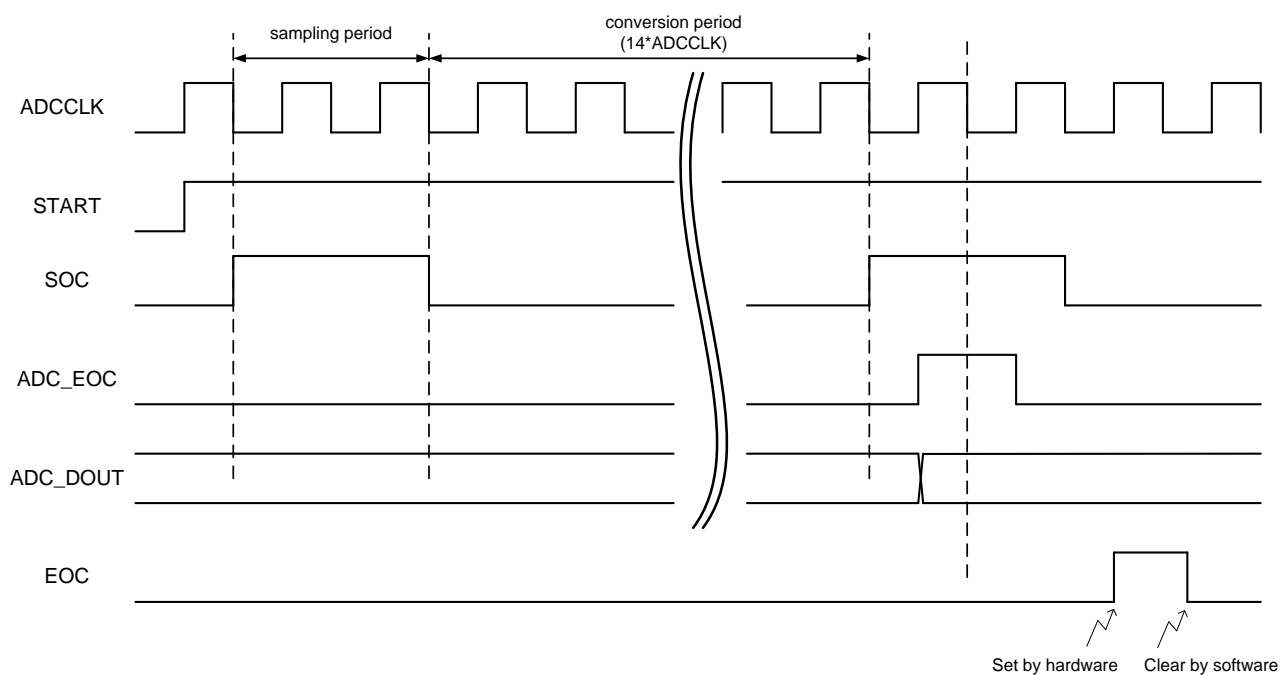 sampling period
conversion period
(14*ADCCLK)
ADCCLK
START
SOC
ADC_EOC
ADC_DOUT
EOC
Set by hardware
Clear by software